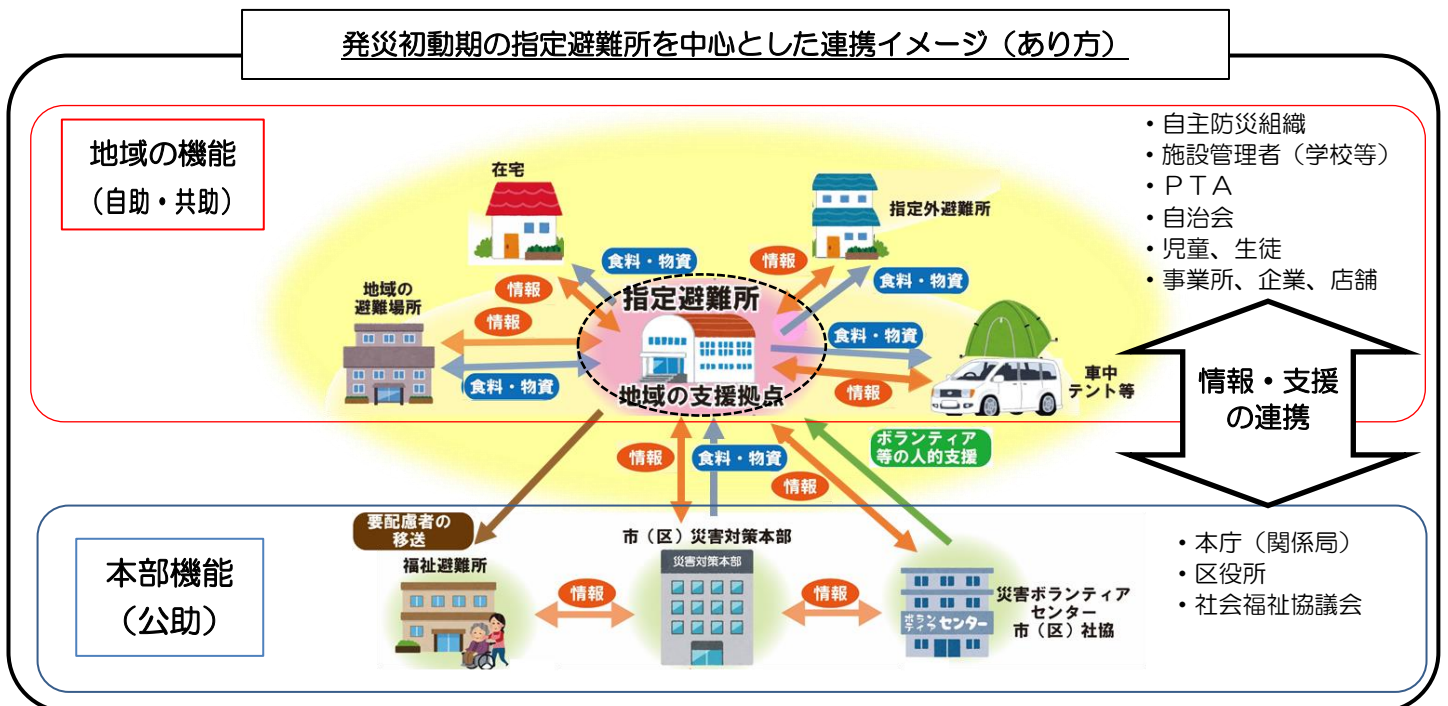 発災初動期の指定避難所を中心とした連携イメージ（あり方）
地域の機能
（自助・共助）
・自主防災組織
・施設管理者（学校等）
・ＰＴＡ
・自治会
・児童、生徒
・事業所、企業、店舗
在宅
指定外避難所
食料・物資
情報
情報
食料・物資
地域の
避難場所
情報
食料・物資
指定避難所
地域の支援拠点
食料・物資
情報
車中
テント等
情報・支援
の連携
情報
食料・物資
情報
ボランティア
等の人的支援
本部機能
（公助）
要配慮者の
移送
福祉避難所
情報
市（区）災害対策本部
災害対策本部
情報
ボラン
ティア センター
災害ボランティア
センター
市（区）社協
・本庁（関係局）
・区役所
・社会福祉協議会